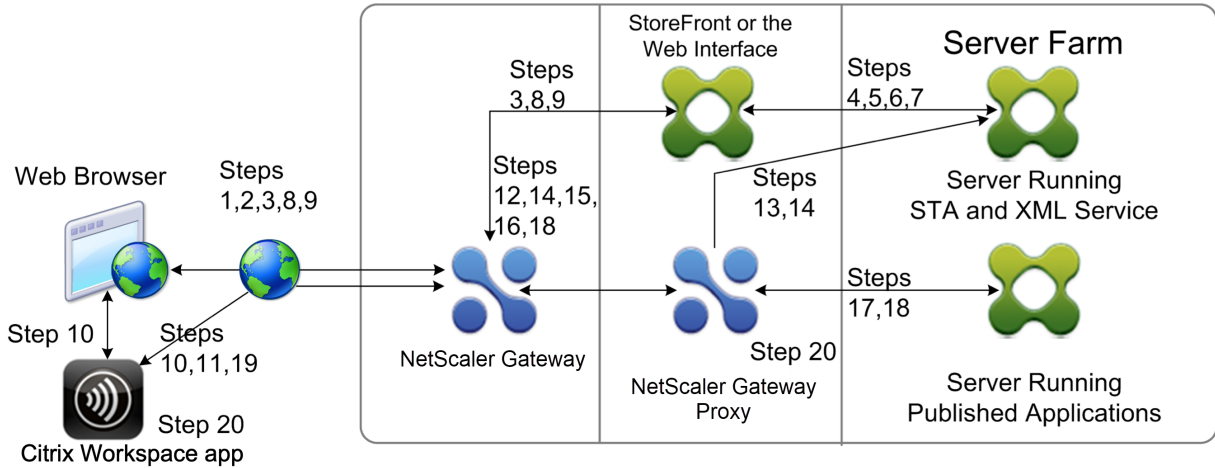 StoreFront or the
Web Interface
Server Farm
Steps
3,8,9
Steps
4,5,6,7
Web Browser
Steps
1,2,3,8,9
Steps
12,14,15,
16,18
Steps
13,14
Server Running
STA and XML Service
Step 10
Steps
10,11,19
Steps
17,18
NetScaler Gateway
Step 20
NetScaler Gateway
Proxy
Server Running
Published Applications
Step 20
Citrix Workspace app